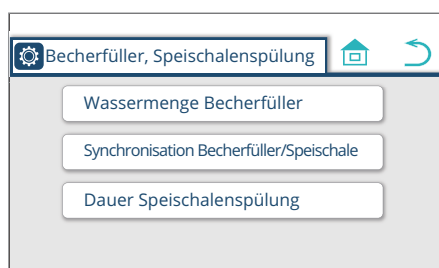 Becherfüller, Speischalenspülung
Wassermenge Becherfüller
Synchronisation Becherfüller/Speischale
Dauer Speischalenspülung